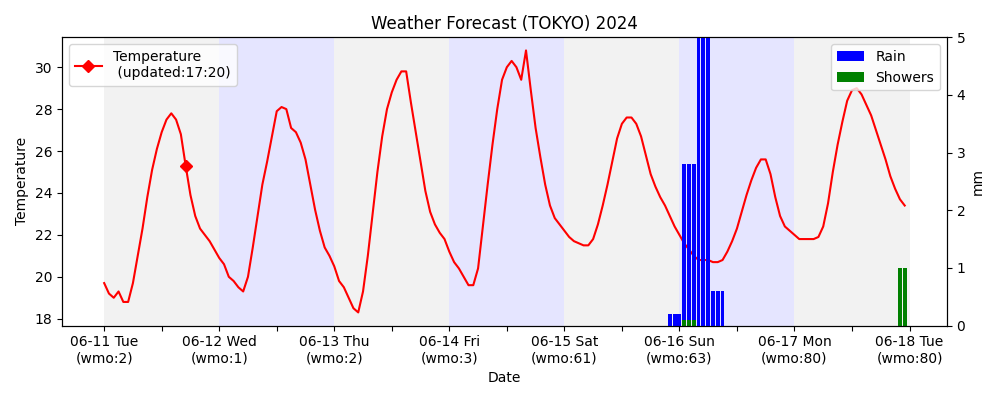 Weather Forecast (TOKYO) 2024
Temperature
(updated:17:20)
Rain
Showers
Temperature
30
28
26
24
22
20
18
5
4
3
2
1
0
mm
06-11 Tue
(wmo:2)
06-12 Wed
(wmo:1)
06-13 Thu
(wmo:2)
06-14 Fri
(wmo:3)
06-15 Sat
(wmo:61)
06-16 Sun
(wmo:63)
06-17 Mon
(wmo:80)
06-18 Tue
(wmo:80)
Date